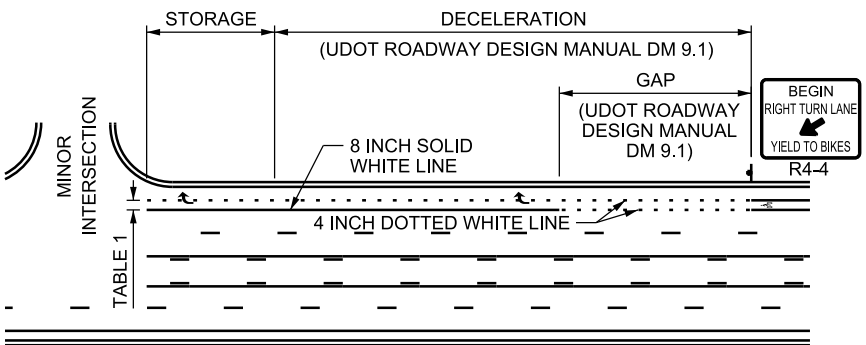 STORAGE
DECELERATION
(UDOT ROADWAY DESIGN MANUAL DM 9.1)
GAP
(UDOT ROADWAY
DESIGN MANUAL
DM 9.1)
BEGIN
RIGHT TURN LANE
YIELD TO BIKES
R4-4
MINOR
INTERSECTION
8 INCH SOLID
WHITE LINE
4 INCH DOTTED WHITE LINE
TABLE 1